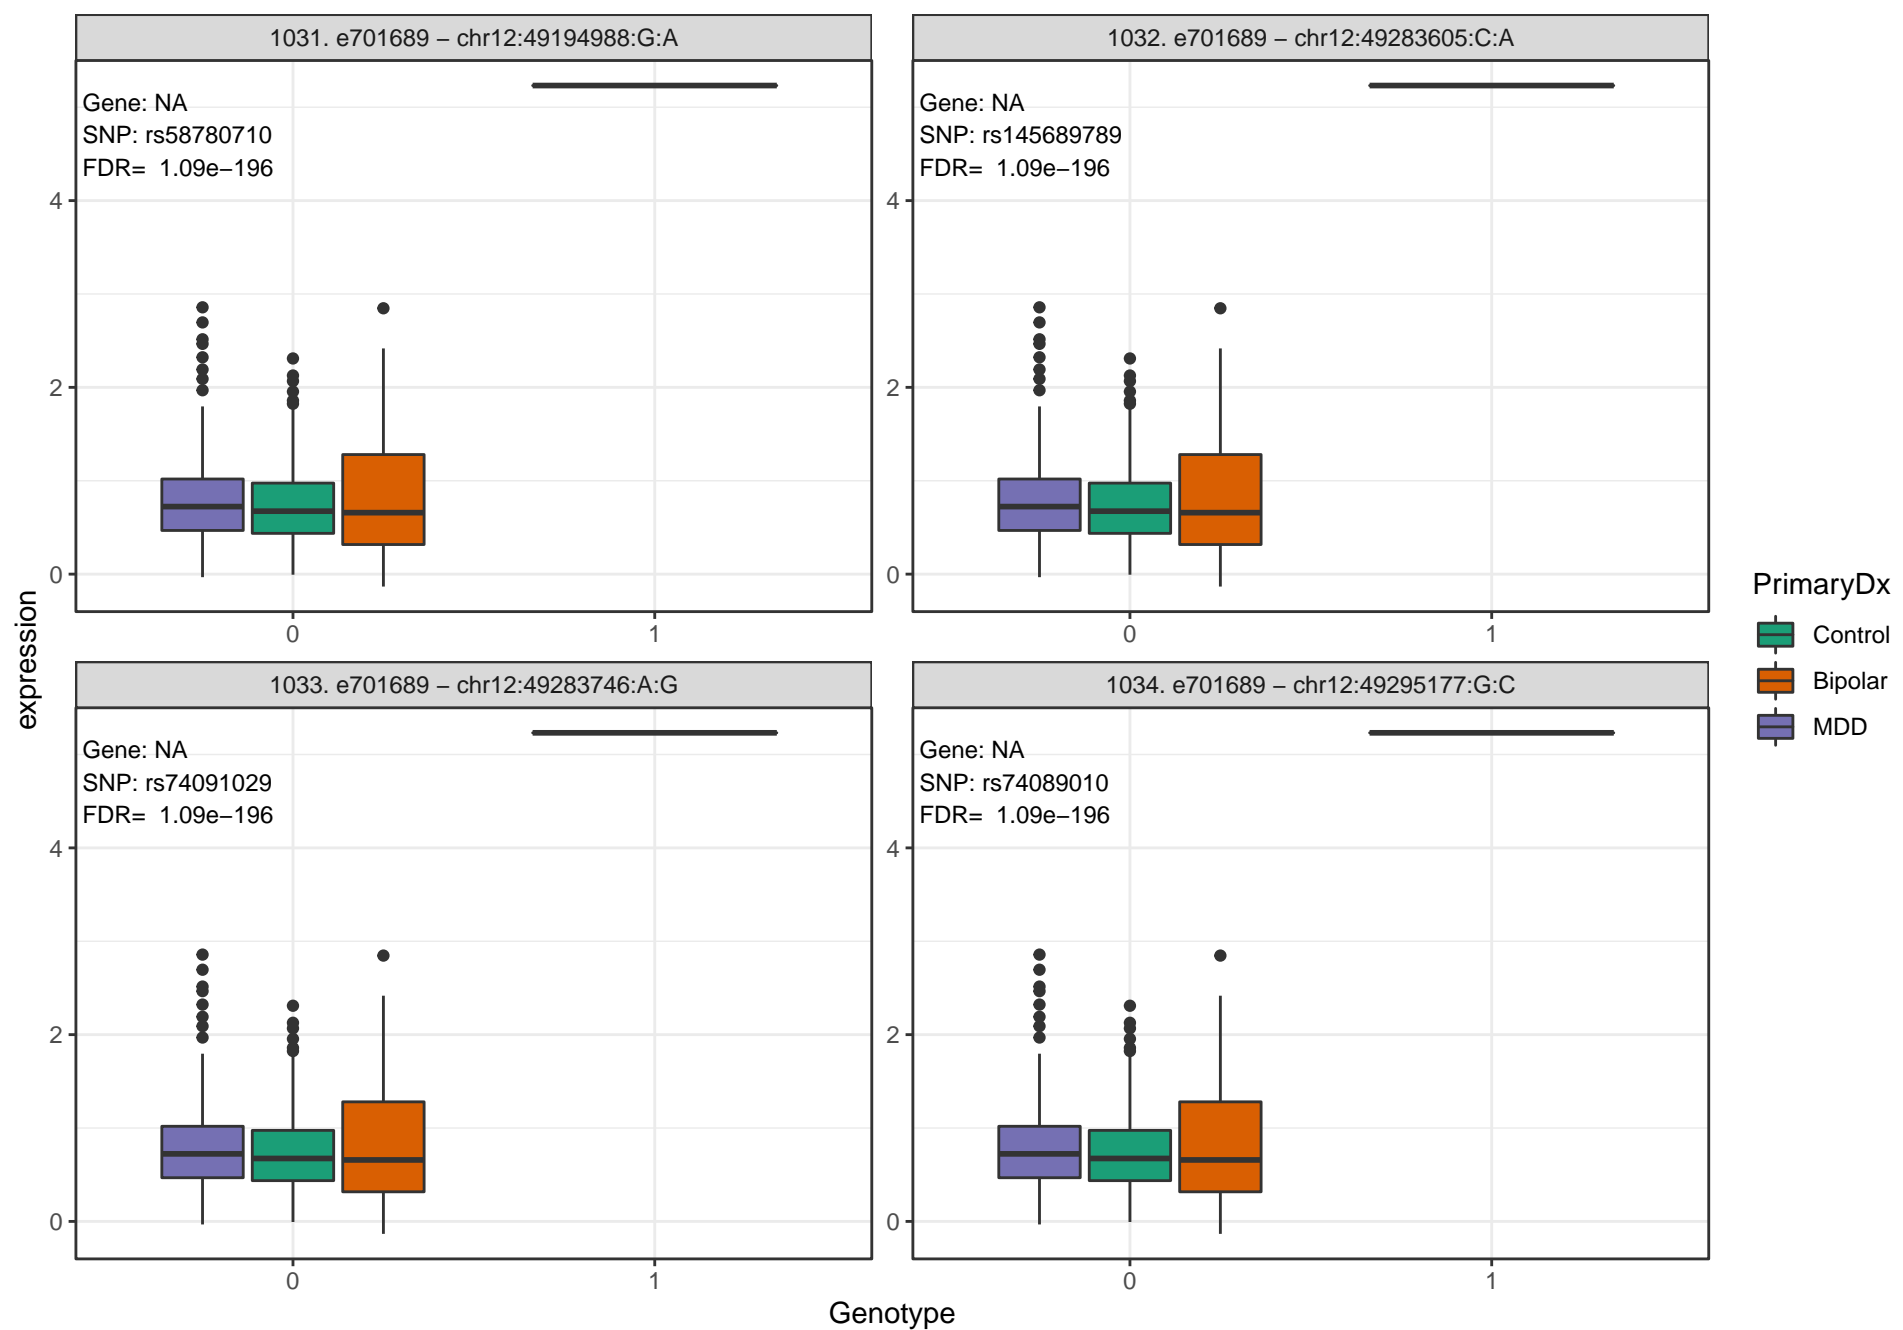 1031. e701689 − chr12:49194988:G:A
1032. e701689 − chr12:49283605:C:A
Gene: NA
SNP: rs58780710
FDR=  1.09e−196
Gene: NA
SNP: rs145689789
FDR=  1.09e−196
4
2
0
4
2
0
0
1
0
1
1033. e701689 − chr12:49283746:A:G
1034. e701689 − chr12:49295177:G:C
Gene: NA
SNP: rs74091029
FDR=  1.09e−196
Gene: NA
SNP: rs74089010
FDR=  1.09e−196
4
2
0
4
2
0
0
1
0
1
expression
Genotype
PrimaryDx
Control
Bipolar
MDD